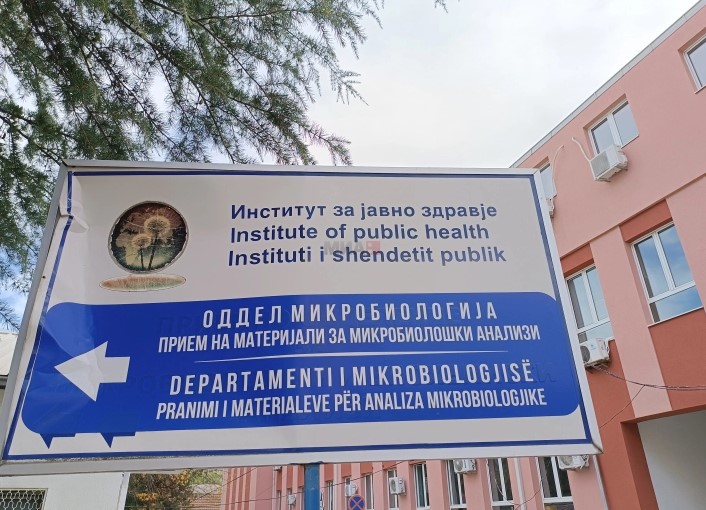 Институт за јавно здравје
Institute of public health
Instituti i shendetit publik
ОДДЕЛ МИКРОБИОЛОГИЈА
ПРИЕМ НА МАТЕРИЈАЛИ ЗА МИКРОБИОЛОШКИ АНАЛИЗИ
DEPARTAMENTI I MIKROBIOLOGJISË
PRANIMI I MATERIALEVE PËR ANALIZA MIKROBIOLOGJIKE